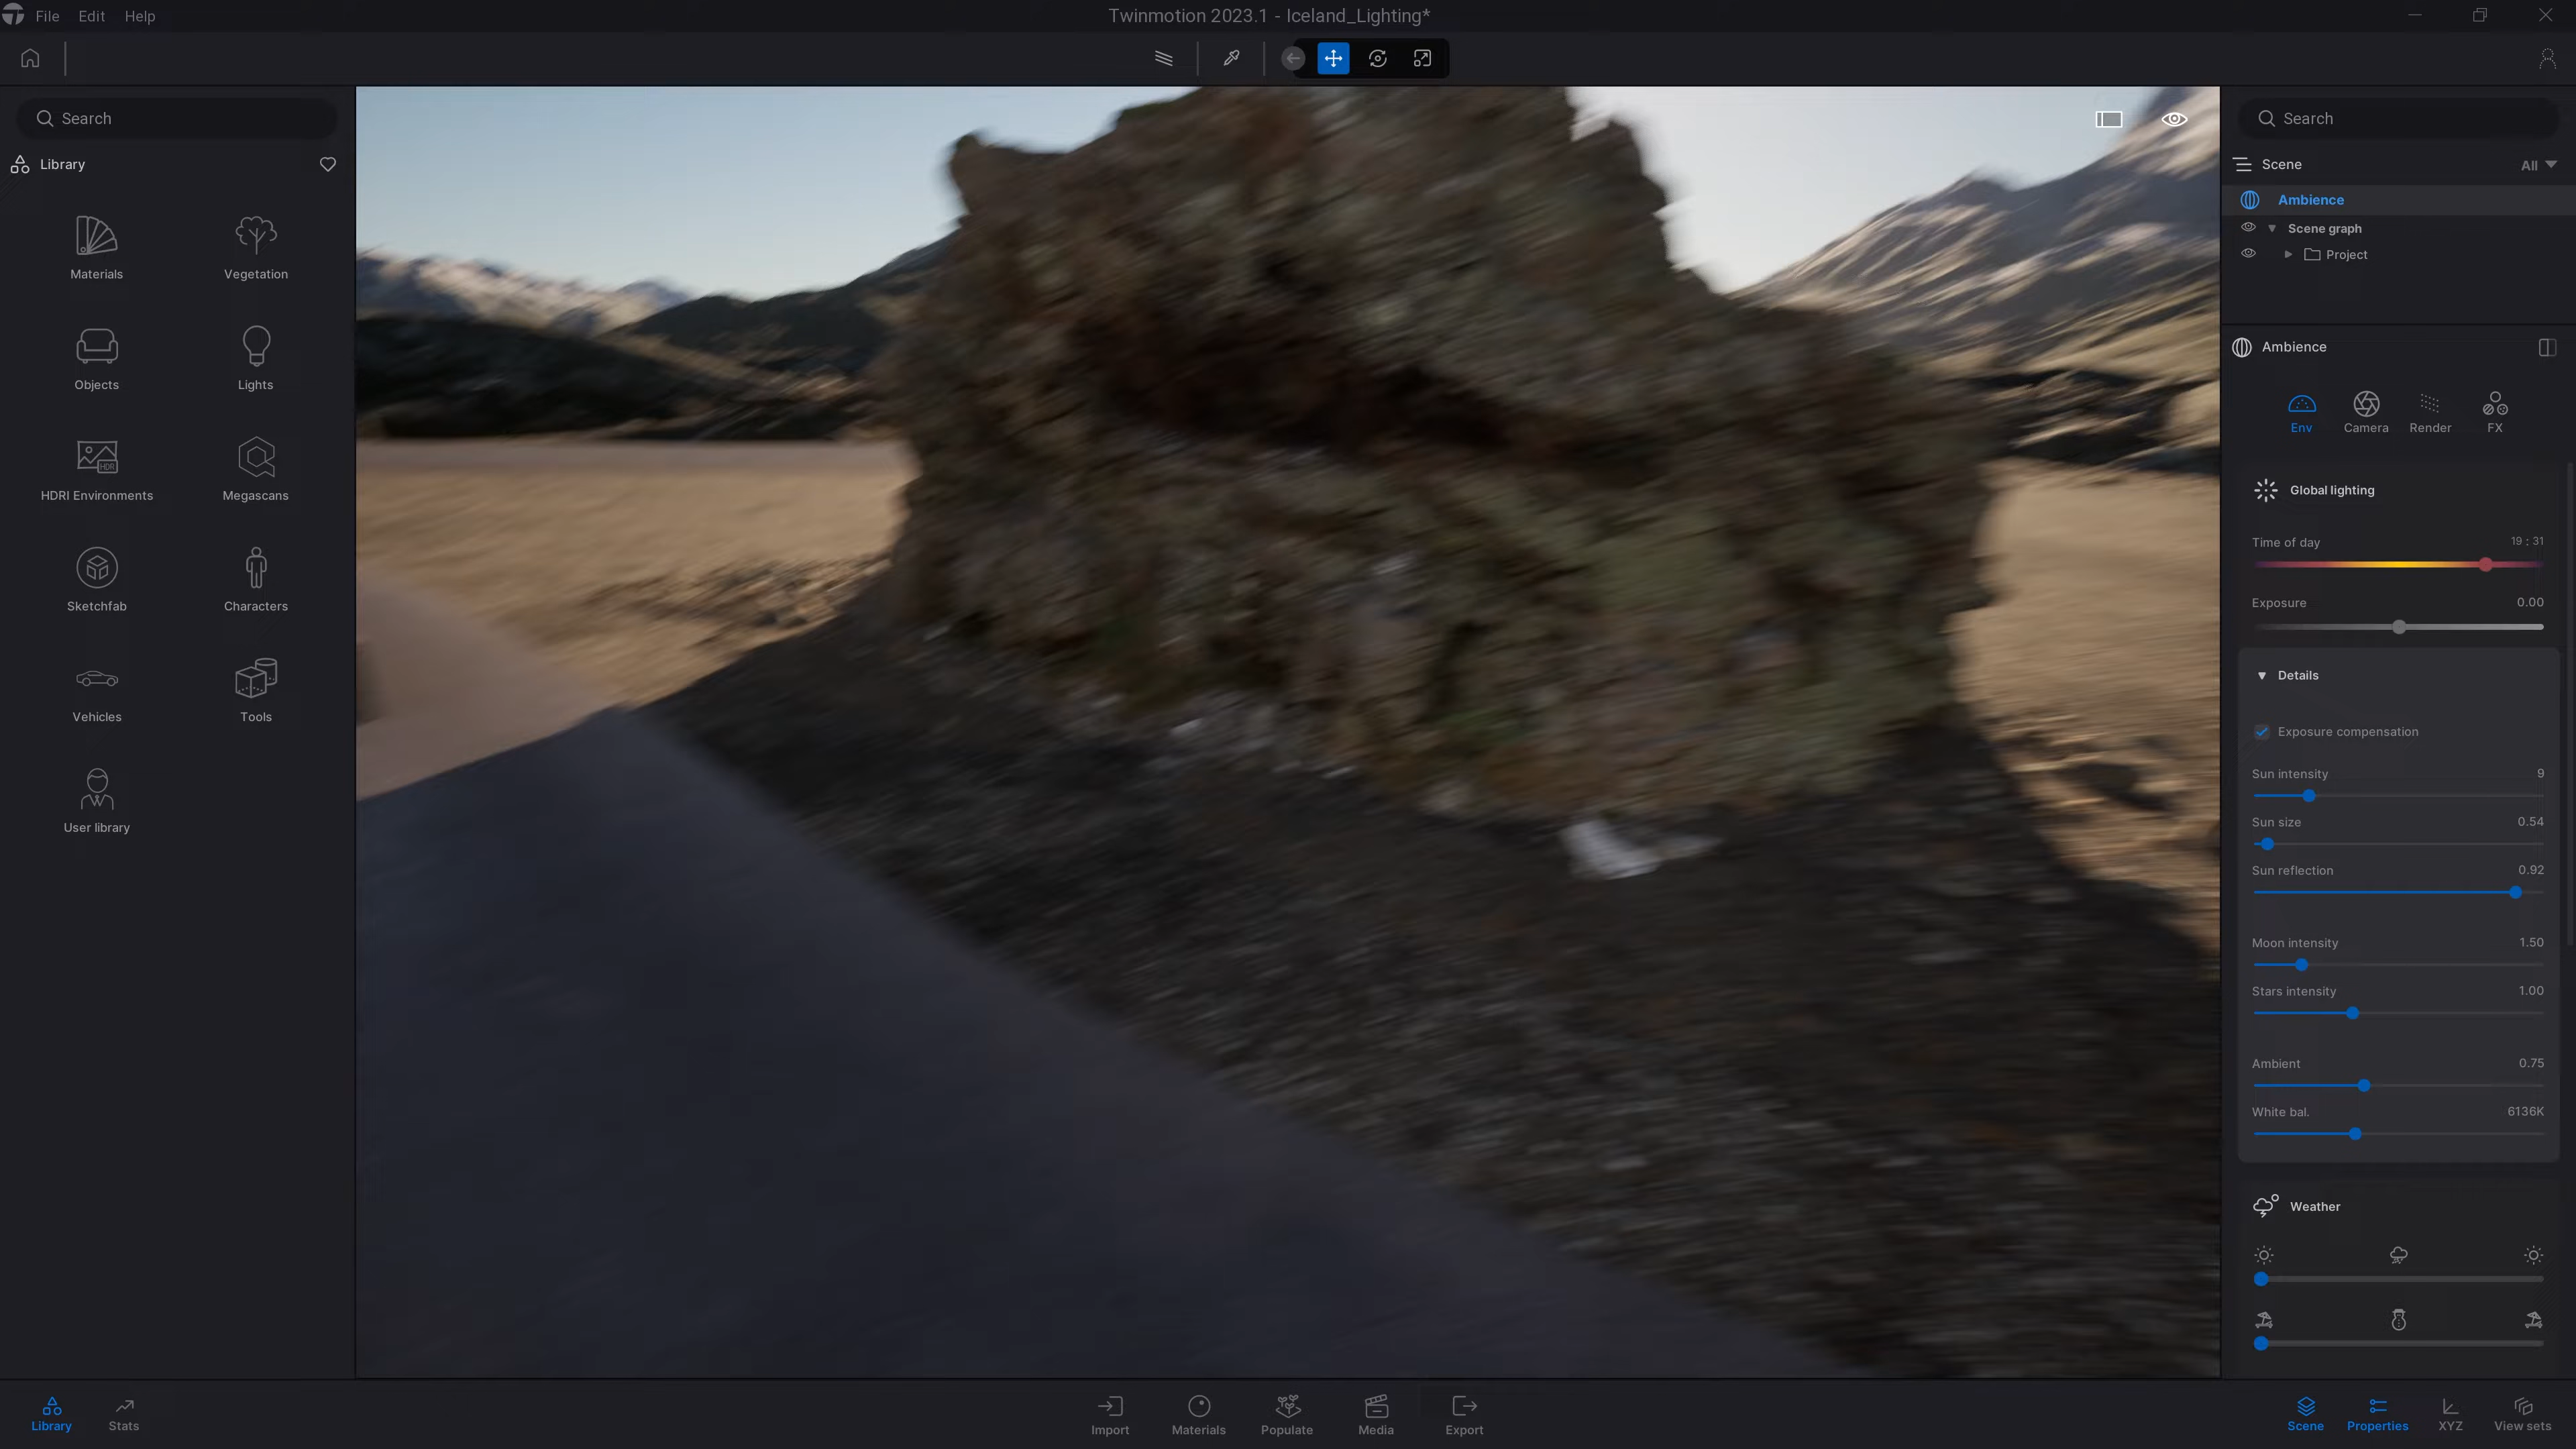 File Edit Help
Twinmotion 2023.1 - Iceland_Lighting*
Search
Library
Materials
Vegetation
Objects
Lights
HDRI Environments
HDR
Megascans
Sketchfab
Characters
Vehicles
Tools
User library
Search
Scene
All
Ambience
Scene graph
Project
Ambience
Env
Camera
Render
FX
Global lighting
Time of day 19 : 31
Exposure 0.00
Details
Exposure compensation
Sun intensity 9
Sun size 0.54
Sun reflection 0.92
Moon intensity 1.50
Stars intensity 1.00
Ambient 0.75
White bal. 6136K
Weather
Library
Stats
Import
Materials
Populate
Media
Export
Scene
Properties
XYZ
View sets